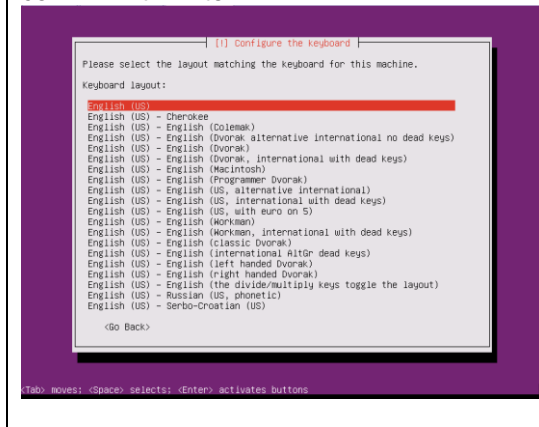 [!] Configure the keyboard
Please select the layout matching the keyboard for this machine.
Keyboard layout:
English (US)
English (US) - Cherokee
English (US) - English (Colemak)
English (US) - English (Dvorak alternative international no dead keys)
English (US) - English (Dvorak)
English (US) - English (Dvorak, international with dead keys)
English (US) - English (Macintosh)
English (US) - English (Programmer Dvorak)
English (US) - English (US, alternative international)
English (US) - English (US, international with dead keys)
English (US) - English (US, with euro on 5)
English (US) - English (Workman)
English (US) - English (Workman, international with dead keys)
English (US) - English (classic Dvorak)
English (US) - English (international AltGr dead keys)
English (US) - English (left handed Dvorak)
English (US) - English (right handed Dvorak)
English (US) - English (the divide/multiply keys toggle the layout)
English (US) - Russian (US, phonetic)
English (US) - Serbo-Croatian (US)
<Go Back>
<Tab> moves; <Space> selects; <Enter> activates buttons